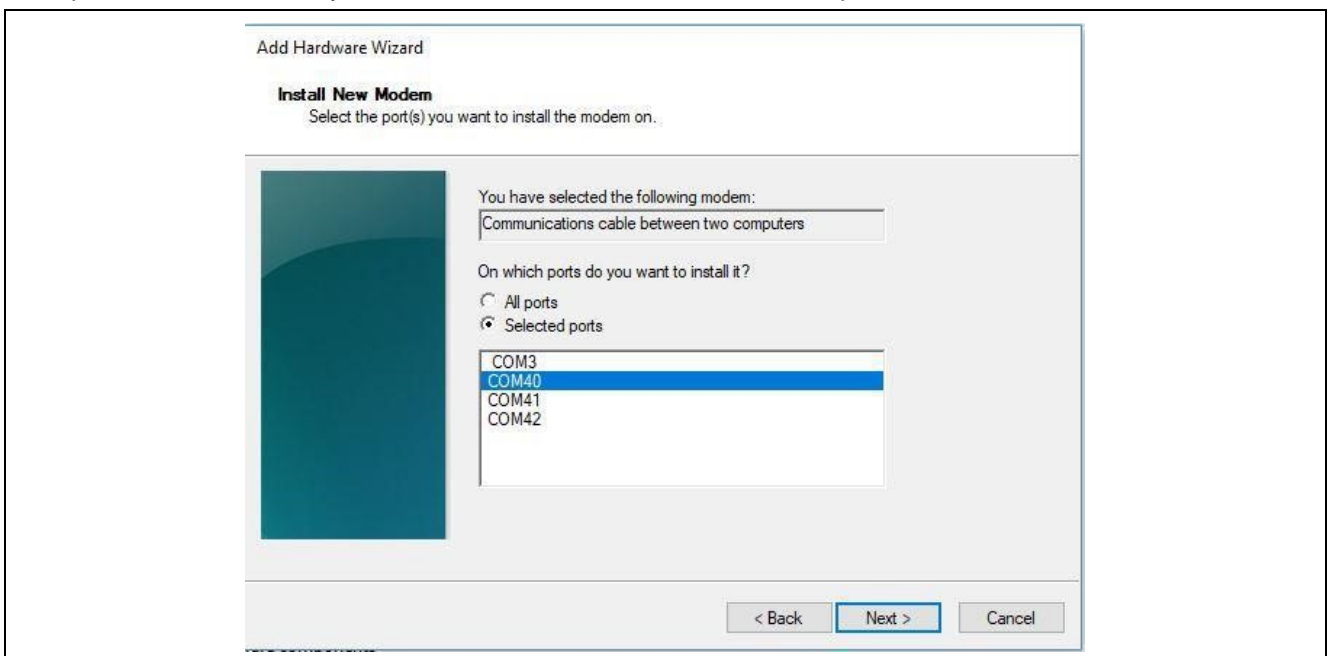 Add Hardware Wizard
Install New Modem
Select the port(s) you want to install the modem on.
You have selected the following modem:
Communications cable between two computers
On which ports do you want to install it?
All ports
Selected ports
COM3
COM40
COM41
COM42
< Back Next > Cancel